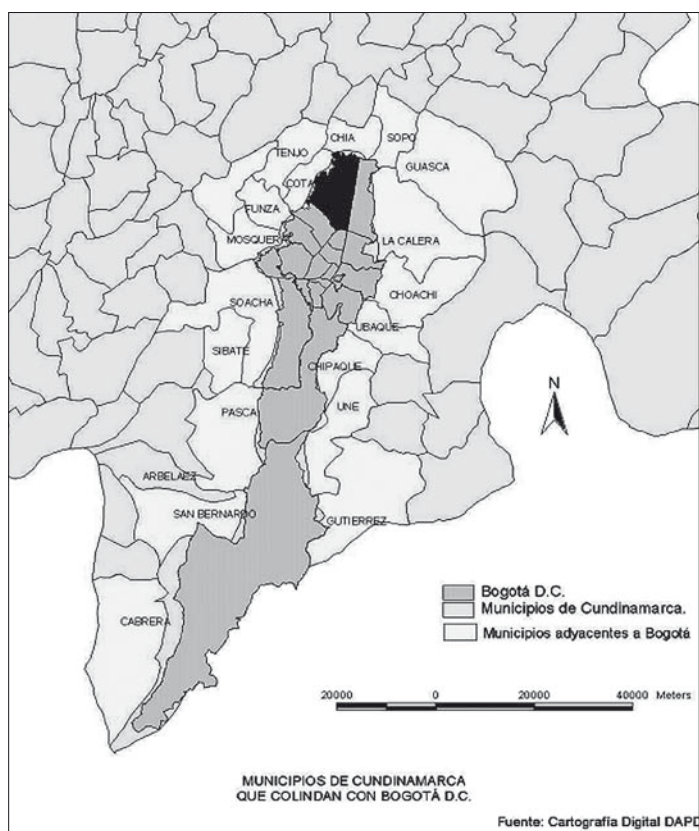 CHIA
SOPO
TENJO
GUASCA
COTA
FUNZA
MOSQUERA
LA CALERA
CHOACHI
SOACHA
UBAQUE
SIBATE
CHIPAQUE
N
UNE
PASCA
ARBELAEZ
SAN BERNARDO
GUTIERREZ
CABRERA
Bogotá D.C.
Municipios de Cundinamarca.
Municipios adyacentes a Bogotá
20000 0 20000 40000 Meters
MUNICIPIOS DE CUNDINAMARCA
QUE COLINDAN CON BOGOTÁ D.C.
Fuente: Cartografía Digital DAPD